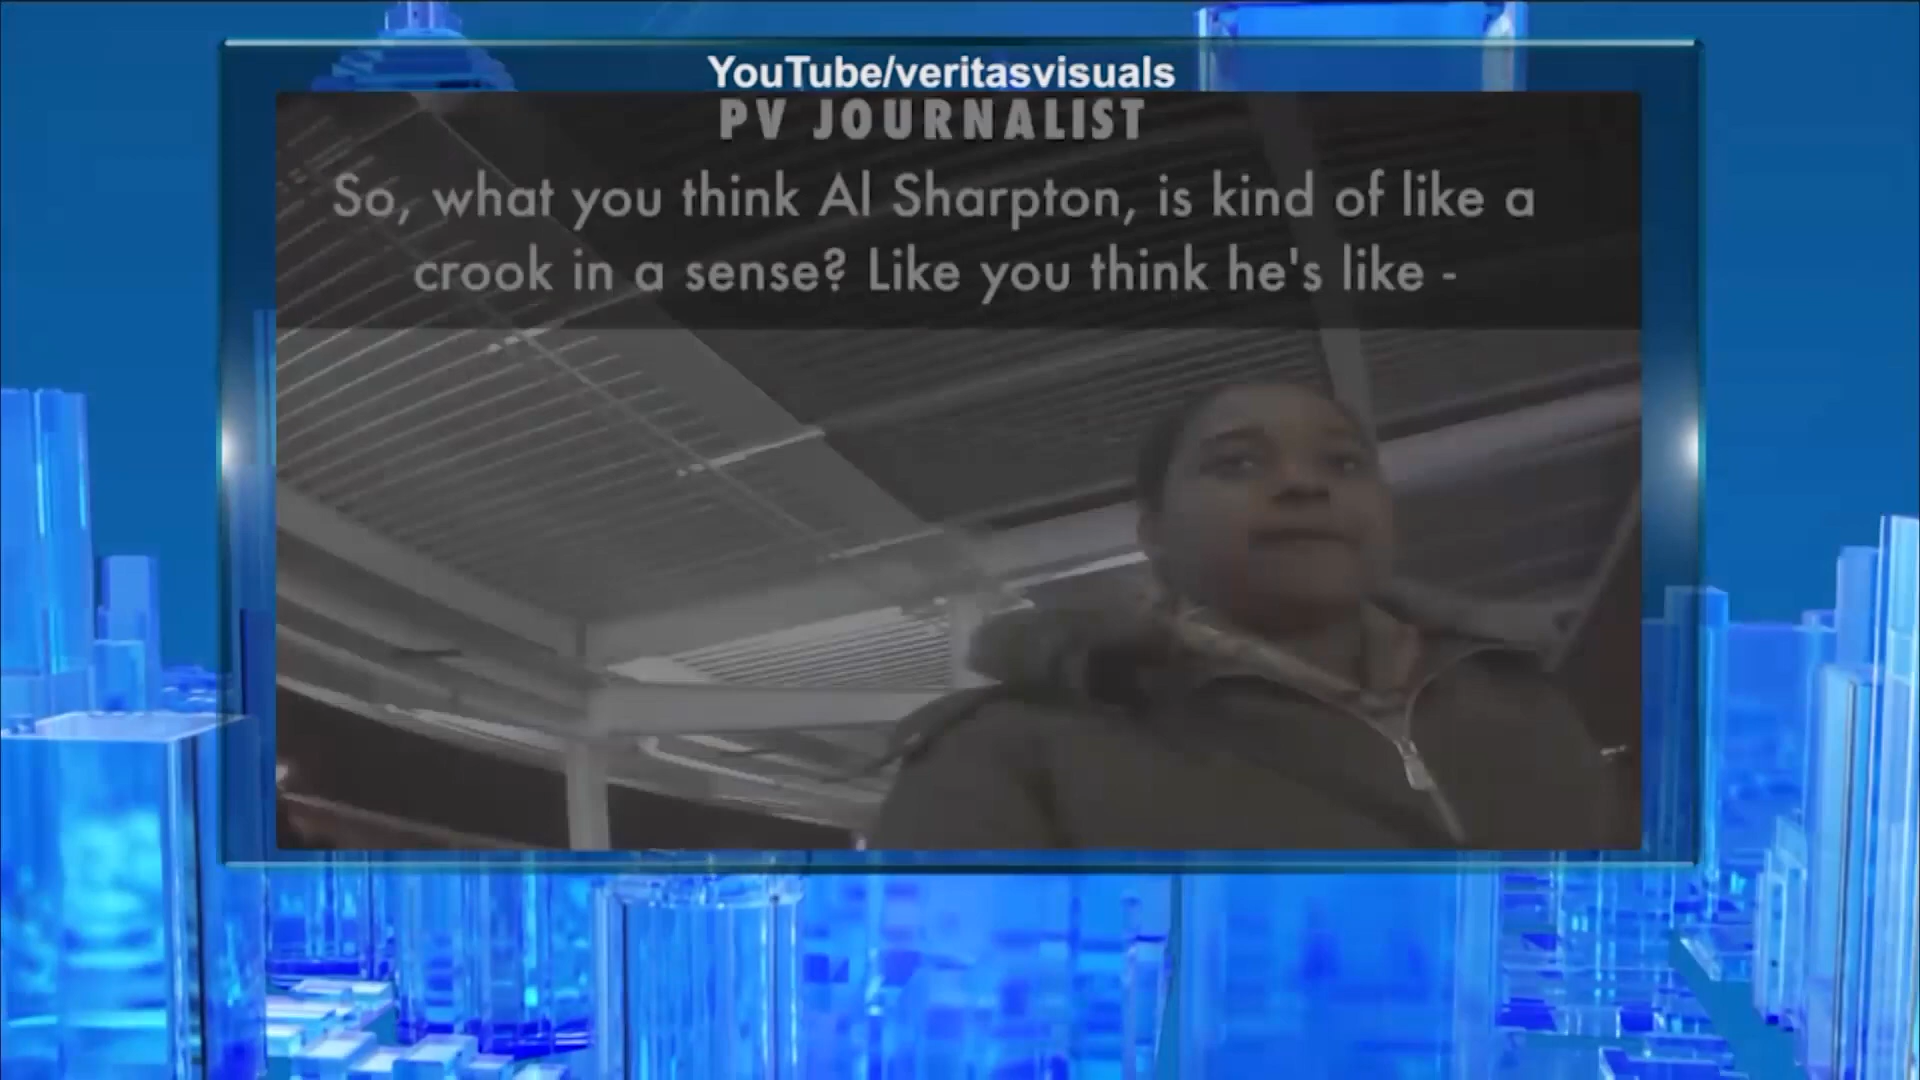 YouTube/veritasvisuals
PV JOURNALIST
So, what you think Al Sharpton, is kind of like a
crook in a sense? Like you think he's like -